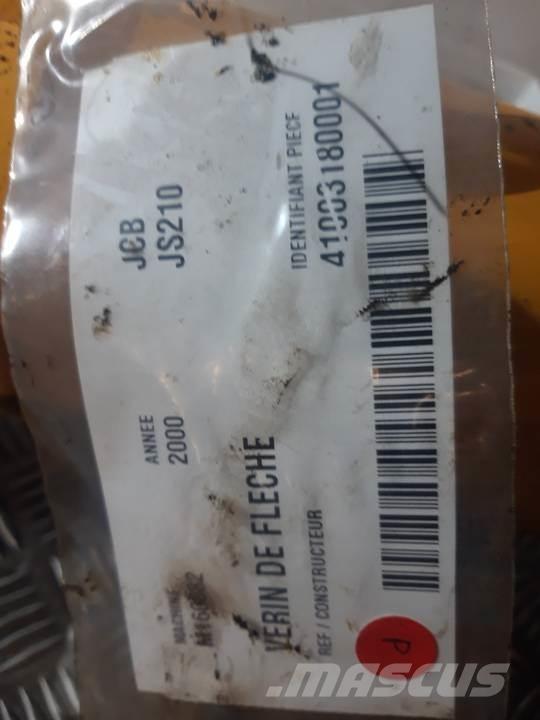 JCB
JS210
ANNEE
2000
MACHINE
VERIN DE FLECHE
REF / CONSTRUCTEUR
IDENTIFIANT PIECE
41003180001
P
MASCUS